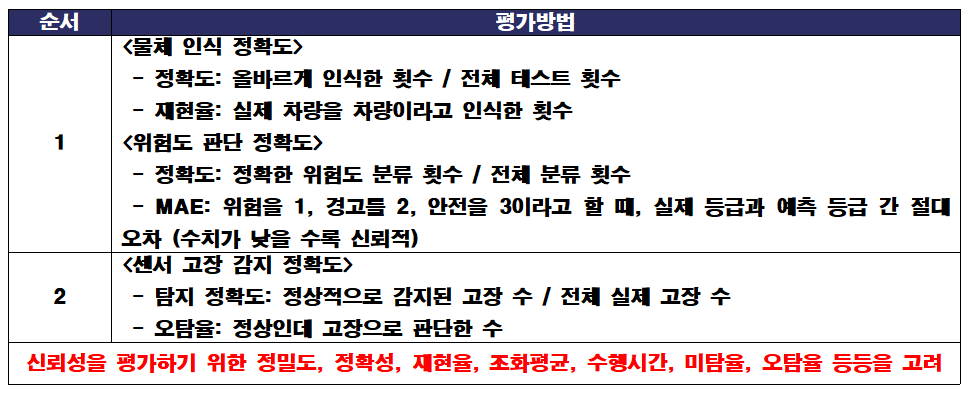 순서 평가방법
<물체 인식 정확도>
- 정확도: 올바르게 인식한 횟수 / 전체 테스트 횟수
- 재현율: 실제 차량을 차량이라고 인식한 횟수
1
<위험도 판단 정확도>
- 정확도: 정확한 위험도 분류 횟수 / 전체 분류 횟수
- MAE: 위험을 1, 경고를 2, 안전을 3이라고 할 때, 실제 등급과 예측 등급 간 절대
오차 (수치가 낮을 수록 신뢰적)
<센서 고장 감지 정확도>
2
- 탐지 정확도: 정상적으로 감지된 고장 수 / 전체 실제 고장 수
- 오탐율: 정상인데 고장으로 판단한 수
신뢰성을 평가하기 위한 정밀도, 정확성, 재현율, 조화평균, 수행시간, 미탐율, 오탐율 등등을 고려